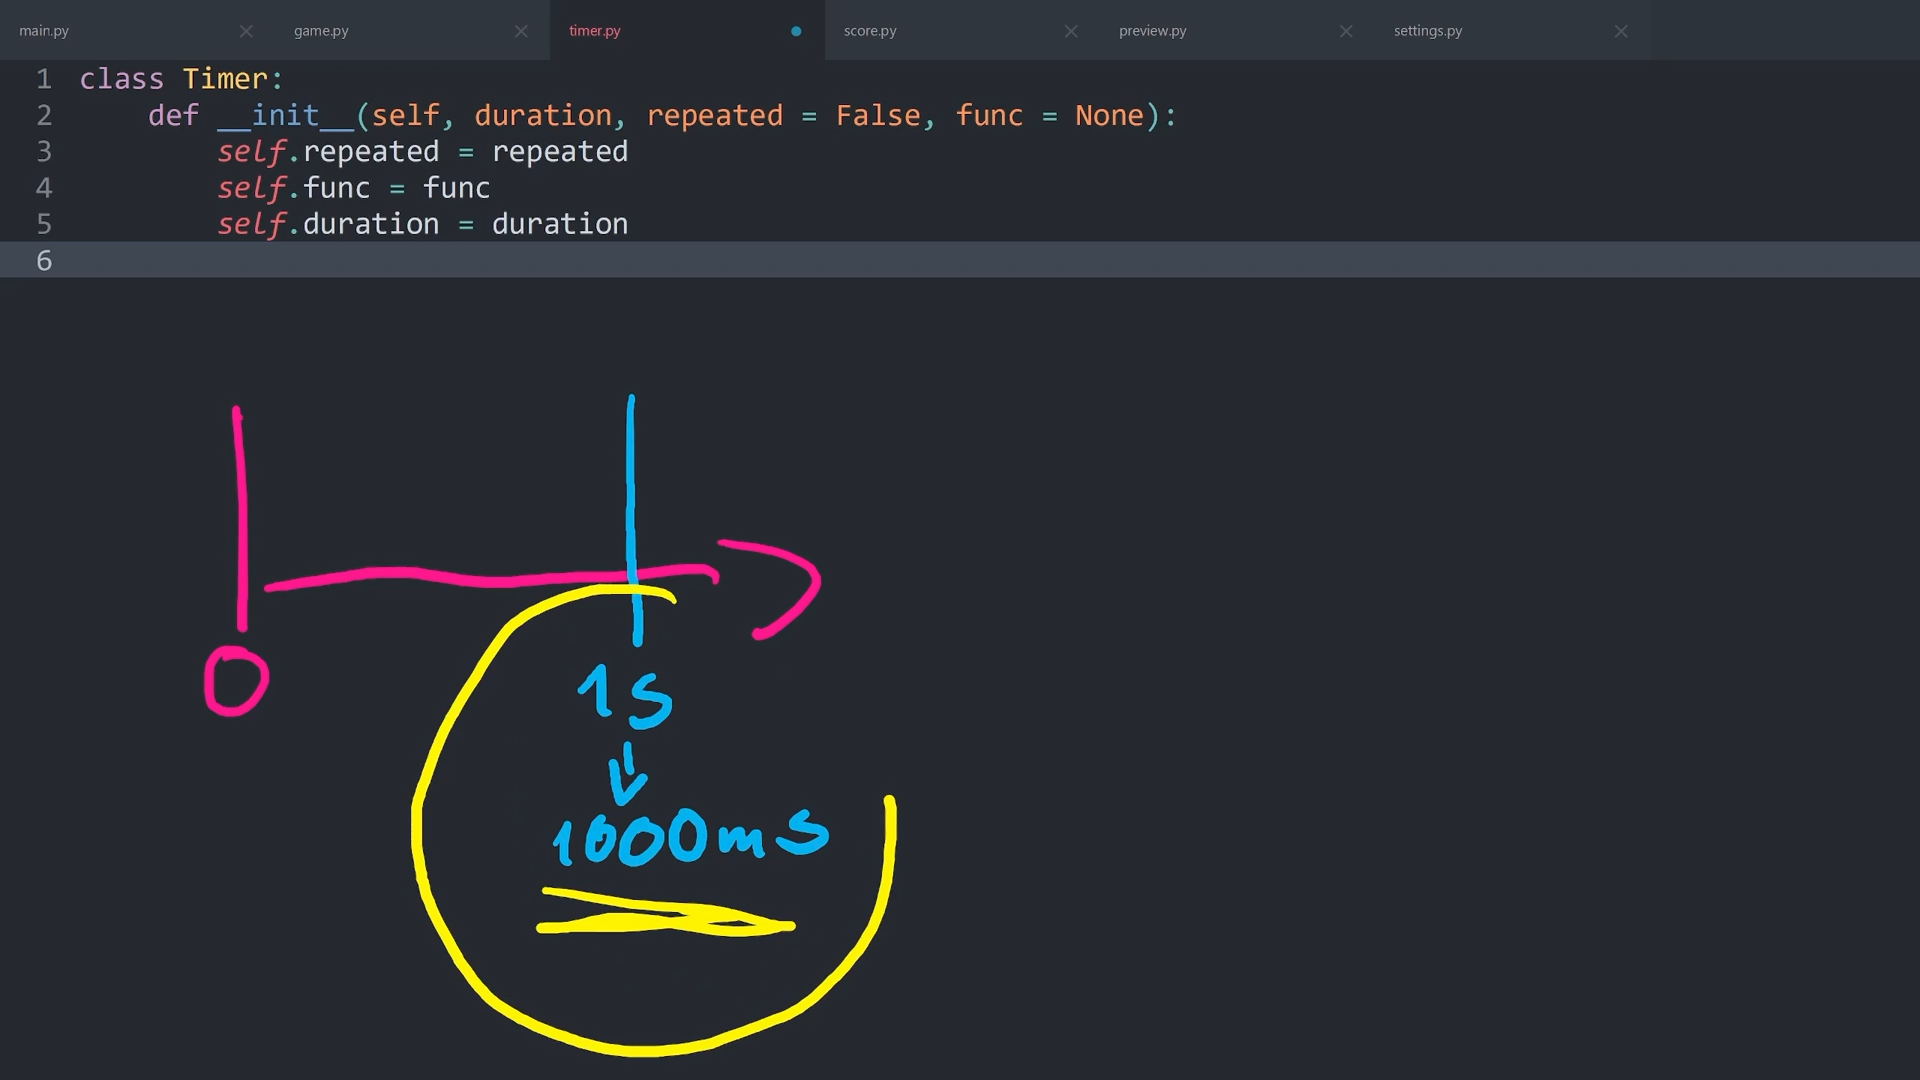 main.py game.py timer.py score.py preview.py settings.py
1 class Timer:
2 def __init__(self, duration, repeated = False, func = None):
3 self.repeated = repeated
4 self.func = func
5 self.duration = duration
6
0
1s
1000ms